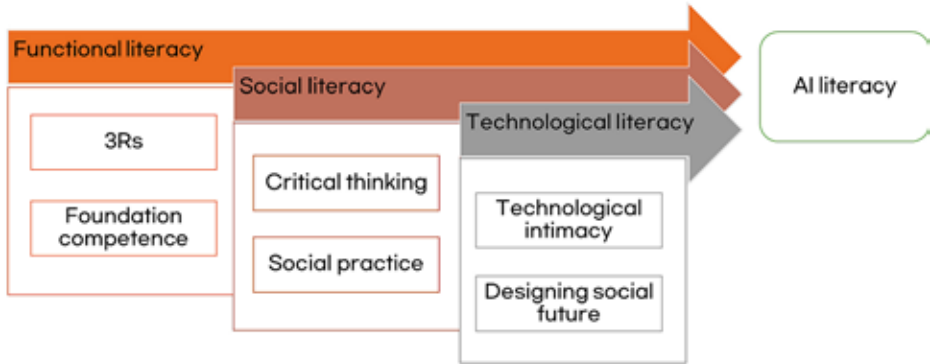 Functional literacy
3Rs
Foundation
competence
Social literacy
Critical thinking
Social practice
Technological literacy
Technological
intimacy
Designing social
future
AI literacy